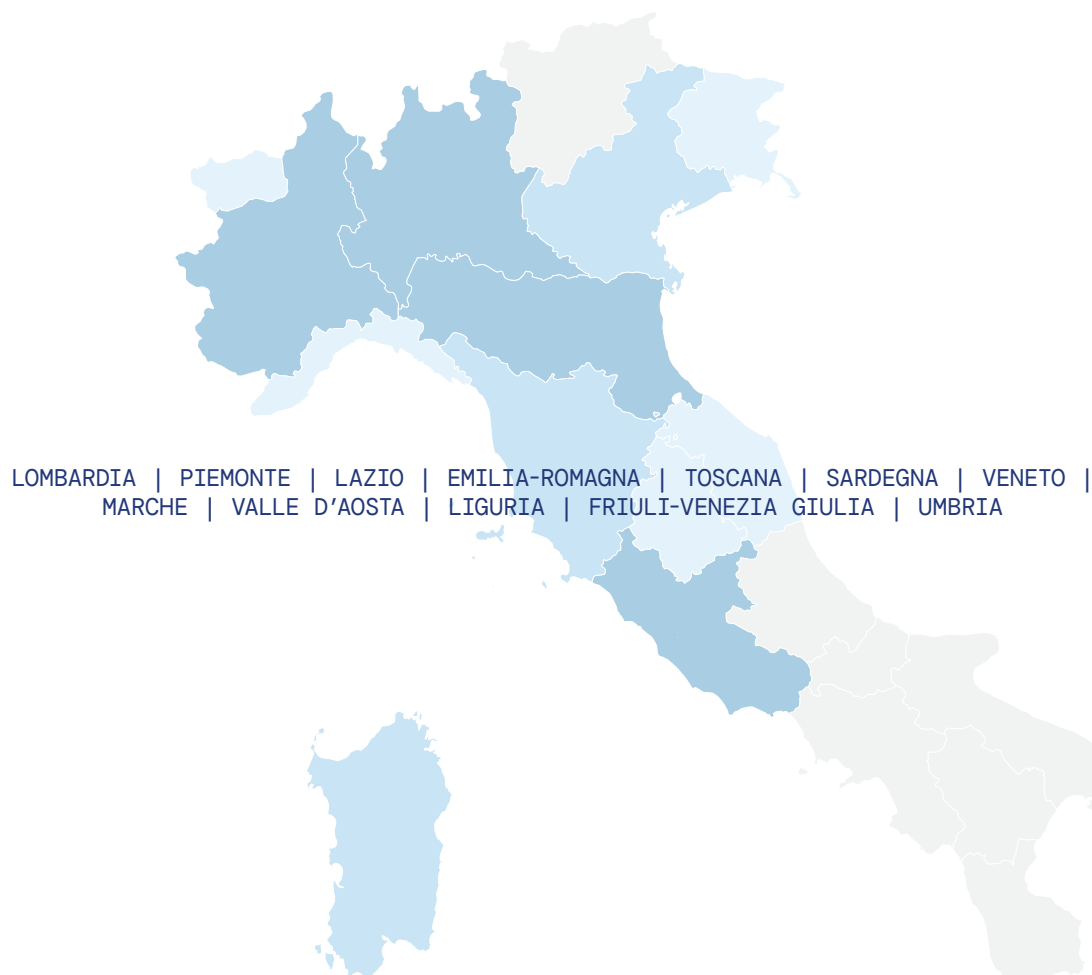 LOMBARDIA | PIEMONTE | LAZIO | EMILIA-ROMAGNA | TOSCANA | SARDEGNA | VENETO |
MARCHE | VALLE D'AOSTA | LIGURIA | FRIULI-VENEZIA GIULIA | UMBRIA